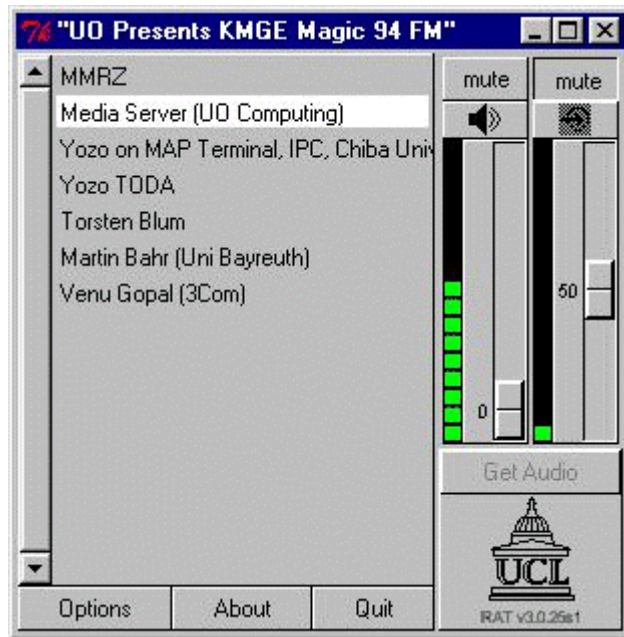 "UO Presents KMGE Magic 94 FM"
MMRZ
Media Server (UO Computing)
Yozo on MAP Terminal, IPC, Chiba Univ
Yozo TODA
Torsten Blum
Martin Bahr (Uni Bayreuth)
Venu Gopal (3Com)
mute
mute
0
50
Get Audio
UCL
RAT v3.0.25s1
Options
About
Quit